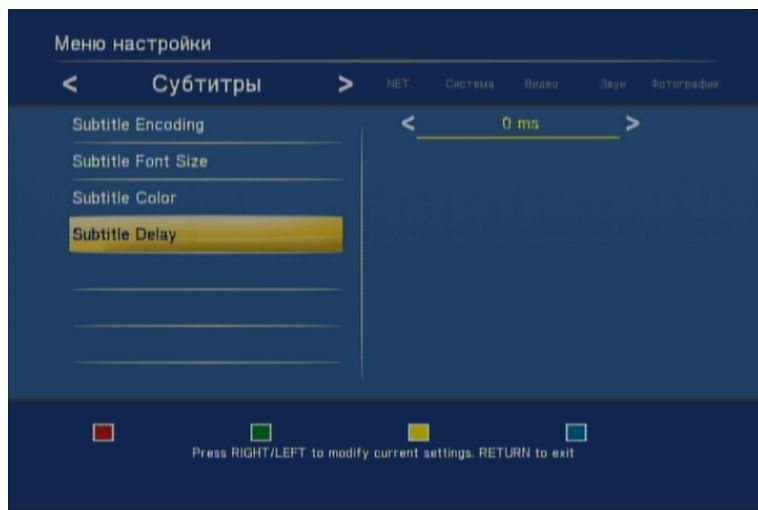 Меню настройки
< Субтитры > NET Система Видео Звук Фотографии
Subtitle Encoding < 0 ms >
Subtitle Font Size
Subtitle Color
Subtitle Delay
Press RIGHT/LEFT to modify current settings. RETURN to exit